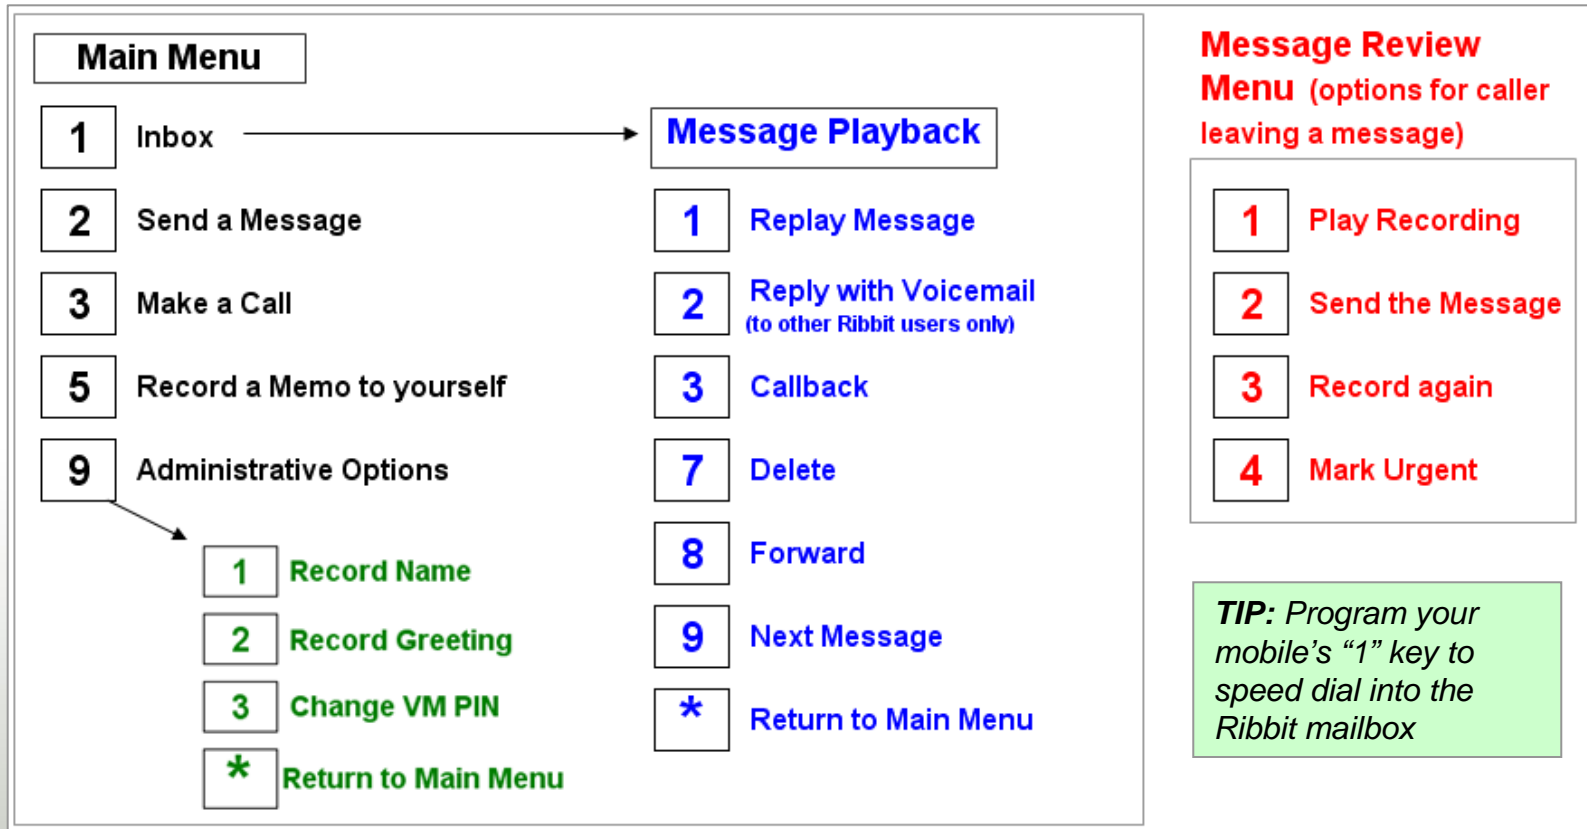 Main Menu
1 Inbox
2 Send a Message
3 Make a Call
5 Record a Memo to yourself
9 Administrative Options
1 Record Name
2 Record Greeting
3 Change VM PIN
* Return to Main Menu
Message Playback
1 Replay Message
2 Reply with Voicemail
(to other Ribbit users only)
3 Callback
7 Delete
8 Forward
9 Next Message
* Return to Main Menu
Message Review
Menu (options for caller
leaving a message)
1 Play Recording
2 Send the Message
3 Record again
4 Mark Urgent
TIP: Program your
mobile’s “1” key to
speed dial into the
Ribbit mailbox